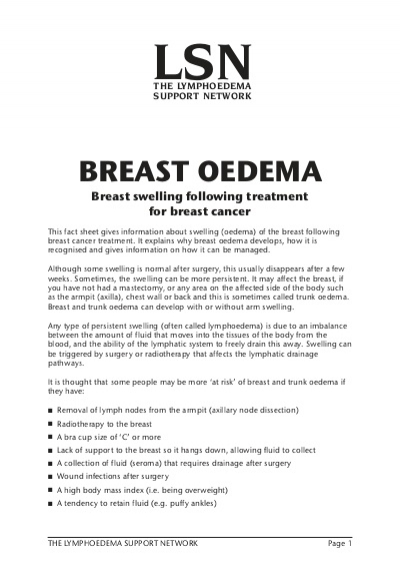 LSN
THE LYMPHOEDEMA
SUPPORT NETWORK
BREAST OEDEMA
Breast swelling following treatment
for breast cancer
This fact sheet gives information about swelling (oedema) of the breast following
breast cancer treatment. It explains why breast oedema develops, how it is
recognised and gives information on how it can be managed.
Although some swelling is normal after surgery, this usually disappears after a few
weeks. Sometimes, the swelling can be more persistent. It may affect the breast, if
you have not had a mastectomy, or any area on the affected side of the body such
as the armpit (axilla), chest wall or back and this is sometimes called trunk oedema.
Breast and trunk oedema can develop with or without arm swelling.
Any type of persistent swelling (often called lymphoedema) is due to an imbalance
between the amount of fluid that moves into the tissues of the body from the
blood, and the ability of the lymphatic system to freely drain this away. Swelling can
be triggered by surgery or radiotherapy that affects the lymphatic drainage
pathways.
It is thought that some people may be more ‘at risk’ of breast and trunk oedema if
they have:
■ Removal of lymph nodes from the armpit (axillary node dissection)
■ Radiotherapy to the breast
■ A bra cup size of ‘C’ or more
■ Lack of support to the breast so it hangs down, allowing fluid to collect
■ A collection of fluid (seroma) that requires drainage after surgery
■ Wound infections after surgery
■ A high body mass index (i.e. being overweight)
■ A tendency to retain fluid (e.g. puffy ankles)
THE LYMPHOEDEMA SUPPORT NETWORK Page 1